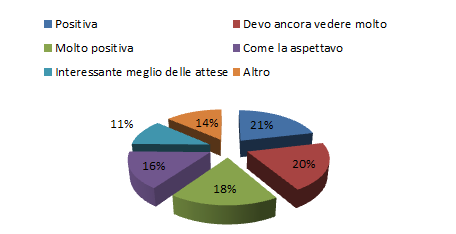 Positiva Devo ancora vedere molto
Molto positiva Come la aspettavo
Interessante meglio delle attese Altro
14% 21%
11%
16% 20%
18%